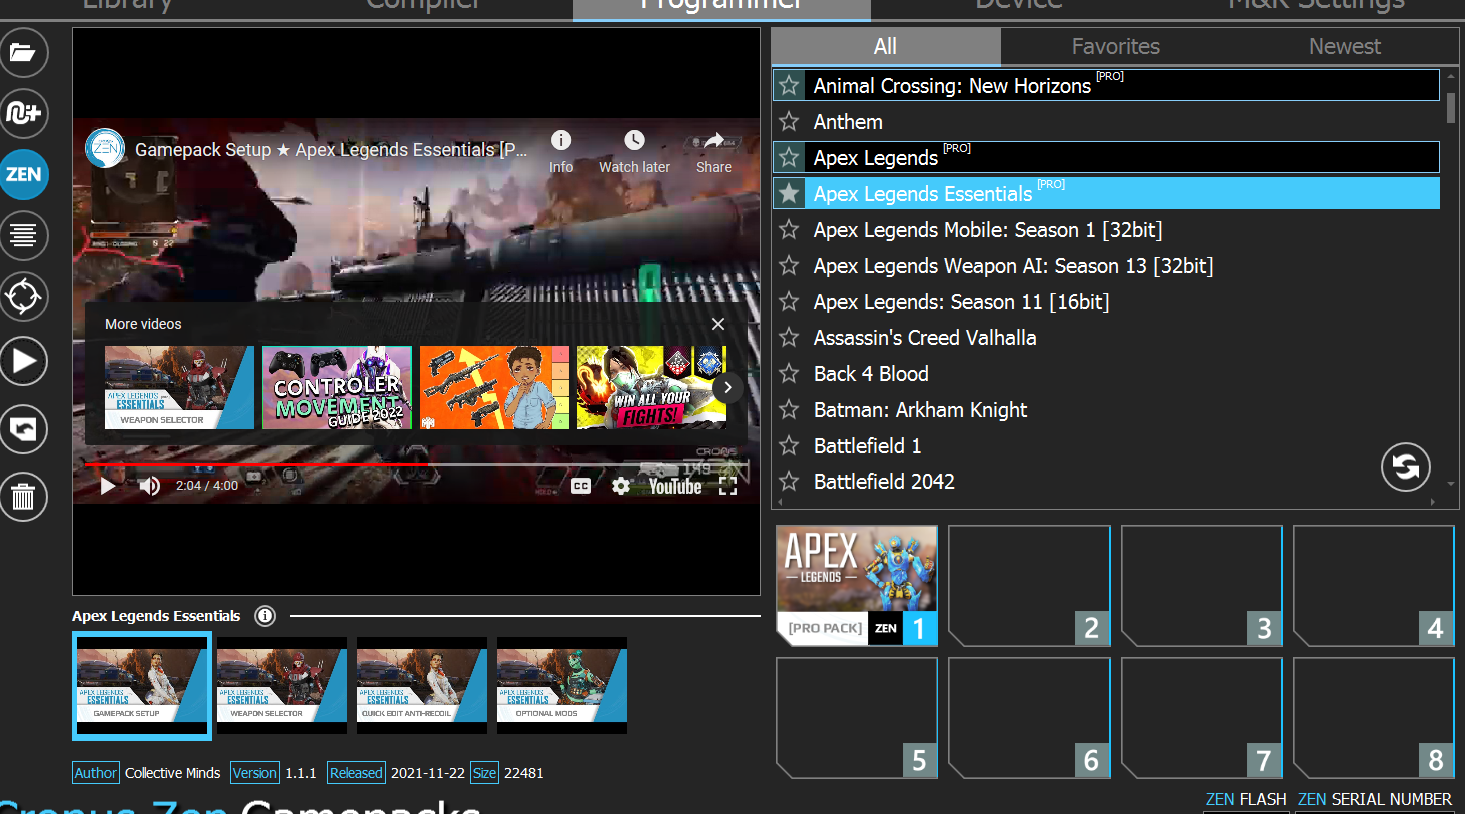 Library
Compiler
Programmer
Device
M&K Settings
ZEN
Gamepack Setup ★ Apex Legends Essentials [P...
Info
Watch later
Share
More videos
APEX LEGENDS
ESSENTIALS
WEAPON SELECTOR
CONTROLER
MOVEMENT
GUIDE 2022
WIN ALL YOUR
FIGHTS!
CRONUS
ZEN
2:04 / 4:00
CC
YouTube
Apex Legends Essentials
APEX LEGENDS
ESSENTIALS
GAMEPACK SETUP
APEX LEGENDS
ESSENTIALS
WEAPON SELECTOR
APEX LEGENDS
ESSENTIALS
QUICK EDIT ANTI-RECOIL
APEX LEGENDS
ESSENTIALS
OPTIONAL MODS
Author Collective Minds Version 1.1.1 Released 2021-11-22 Size 22481
Cronus Zen Gamepacks
All
Favorites
Newest
Animal Crossing: New Horizons [PRO]
Anthem
Apex Legends [PRO]
Apex Legends Essentials [PRO]
Apex Legends Mobile: Season 1 [32bit]
Apex Legends Weapon AI: Season 13 [32bit]
Apex Legends: Season 11 [16bit]
Assassin's Creed Valhalla
Back 4 Blood
Batman: Arkham Knight
Battlefield 1
Battlefield 2042
APEX
LEGENDS
[PRO PACK] ZEN 1
2
3
4
5
6
7
8
ZEN FLASH
ZEN SERIAL NUMBER